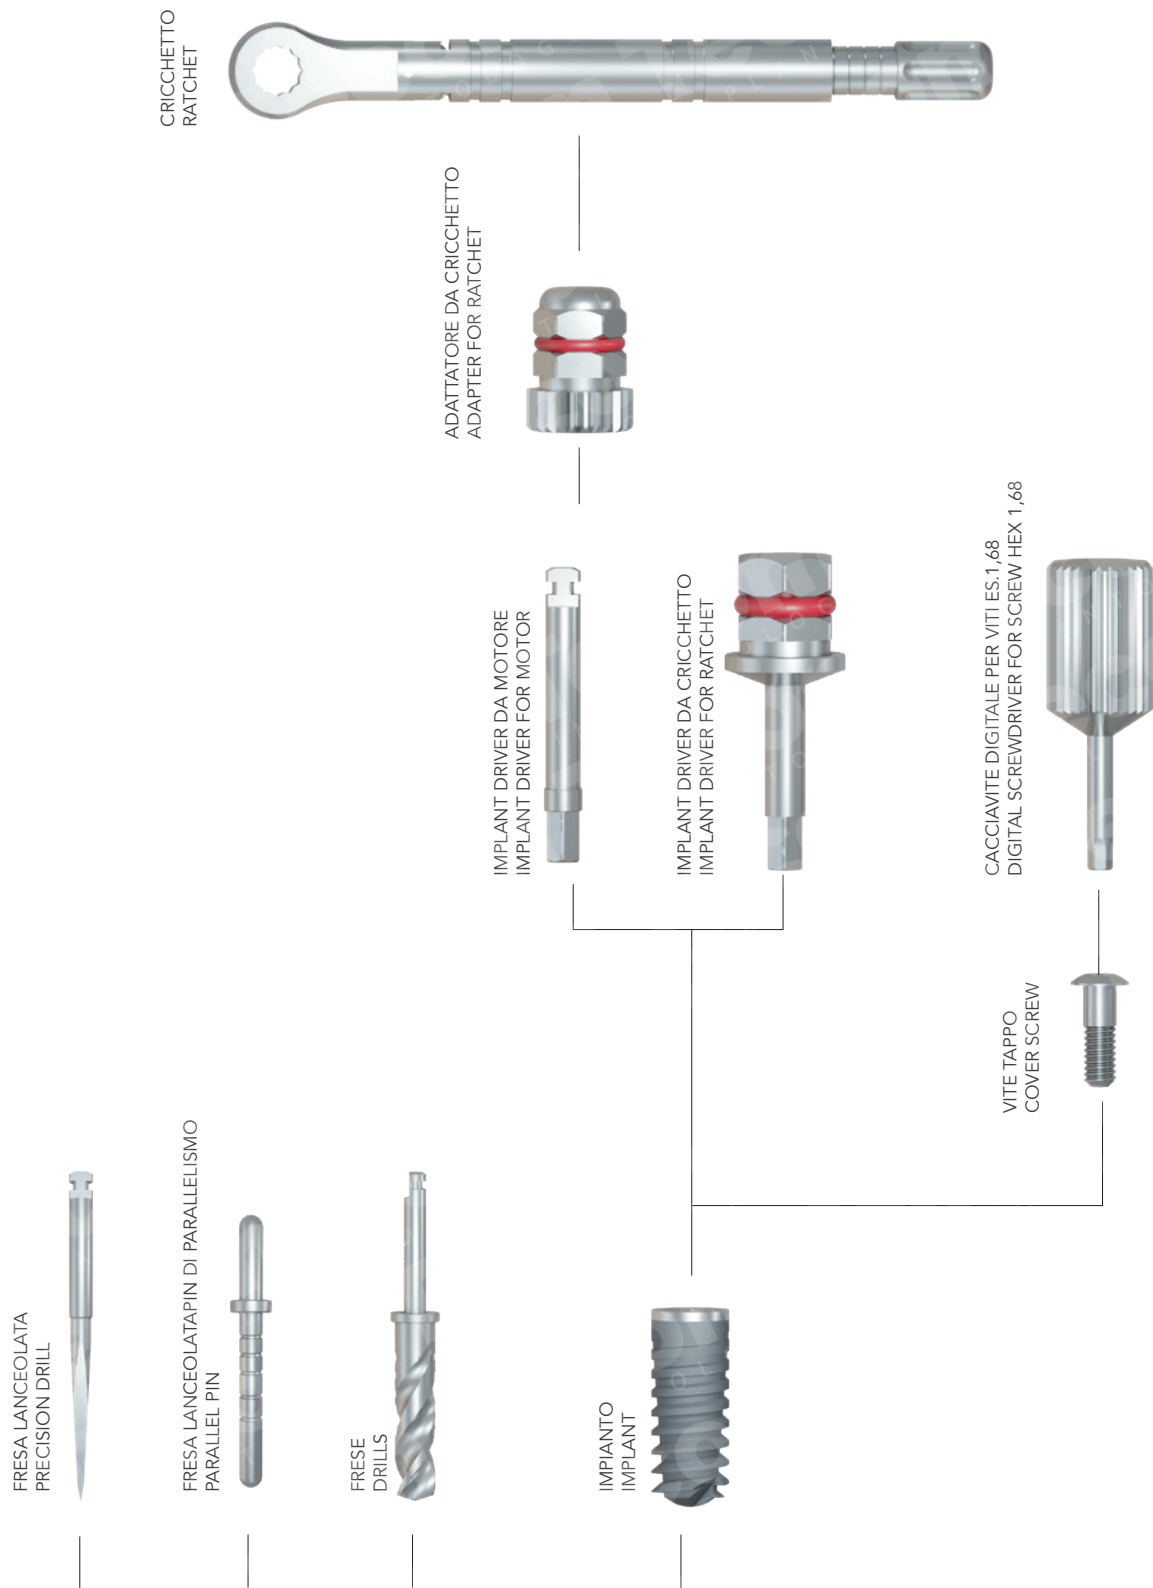 CRICCHETTO
RATCHET
ADATTATORE DA CRICCHETTO
ADAPTER FOR RATCHET
IMPLANT DRIVER DA MOTORE
IMPLANT DRIVER FOR MOTOR
IMPLANT DRIVER DA CRICCHETTO
IMPLANT DRIVER FOR RATCHET
CACCIAVITE DIGITALE PER VITI ES.1,68
DIGITAL SCREWDRIVER FOR SCREW HEX 1,68
VITE TAPPO
COVER SCREW
FRESA LANCEOLATA
PRECISION DRILL
FRESA LANCEOLATAPIN DI PARALLELISMO
PARALLEL PIN
FRESE
DRILLS
IMPIANTO
IMPLANT